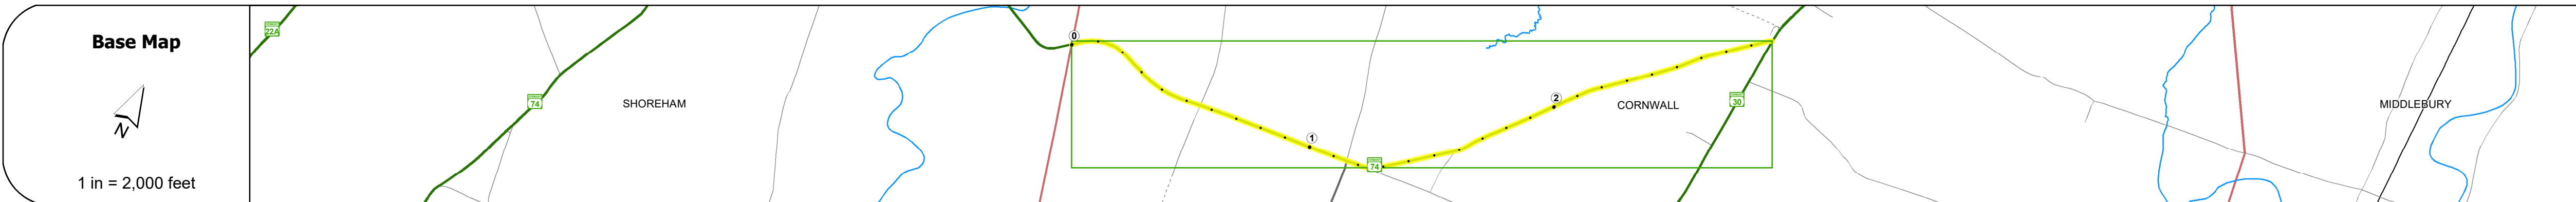 Base Map
N
1 in = 2,000 feet
22A
74
SHOREHAM
0
1
74
2
CORNWALL
30
MIDDLEBURY